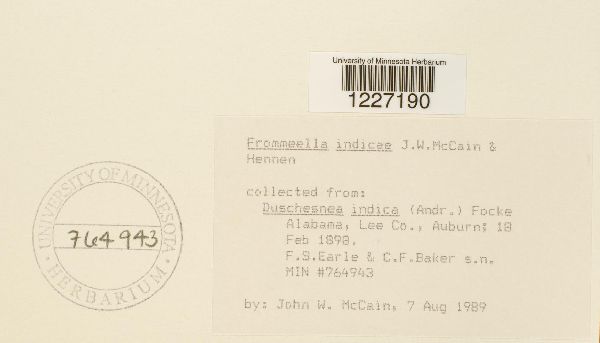 University of Minnesota Herbarium
1227190
Frommeella indicae J.W.McCain &
Hennen
collected from:
Duschesnea indica (Andr.) Focke
Alabama, Lee Co., Auburn; 18
Feb 1898.
F.S.Earle & C.F.Baker s.n.
MIN #764943
by: John W. McCain, 7 Aug 1989
UNIVERSITY OF MINNESOTA
764943
HERBARIUM